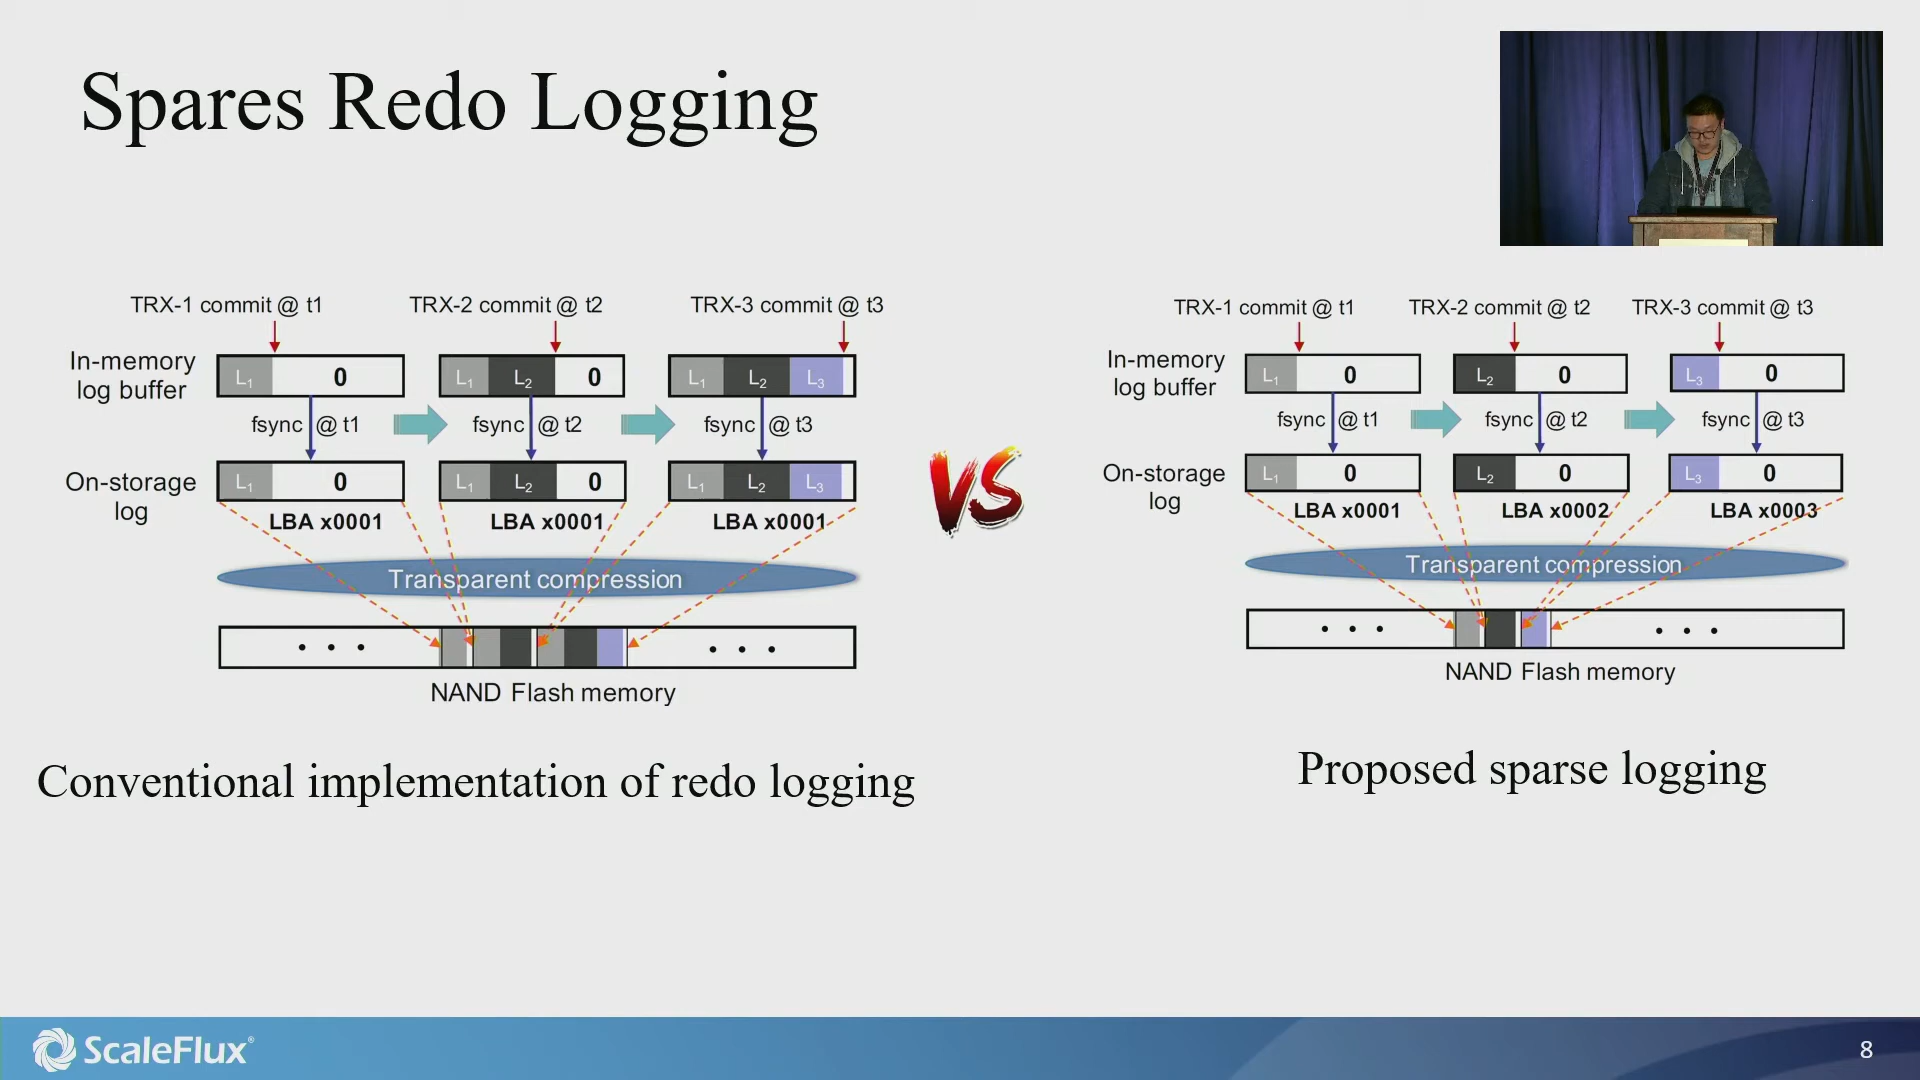 Spares Redo Logging
TRX-1 commit @ t1 TRX-2 commit @ t2 TRX-3 commit @ t3
In-memory
log buffer
L1 0 L1 L2 0 L1 L2 L3
fsync @ t1 fsync @ t2 fsync @ t3
On-storage
log
L1 0 L1 L2 0 L1 L2 L3
LBA x0001 LBA x0001 LBA x0001
Transparent compression
• • • • • •
NAND Flash memory
Conventional implementation of redo logging
VS
TRX-1 commit @ t1 TRX-2 commit @ t2 TRX-3 commit @ t3
In-memory
log buffer
L1 0 L2 0 L3 0
fsync @ t1 fsync @ t2 fsync @ t3
On-storage
log
L1 0 L2 0 L3 0
LBA x0001 LBA x0002 LBA x0003
Transparent compression
• • • • • •
NAND Flash memory
Proposed sparse logging
ScaleFlux®
8